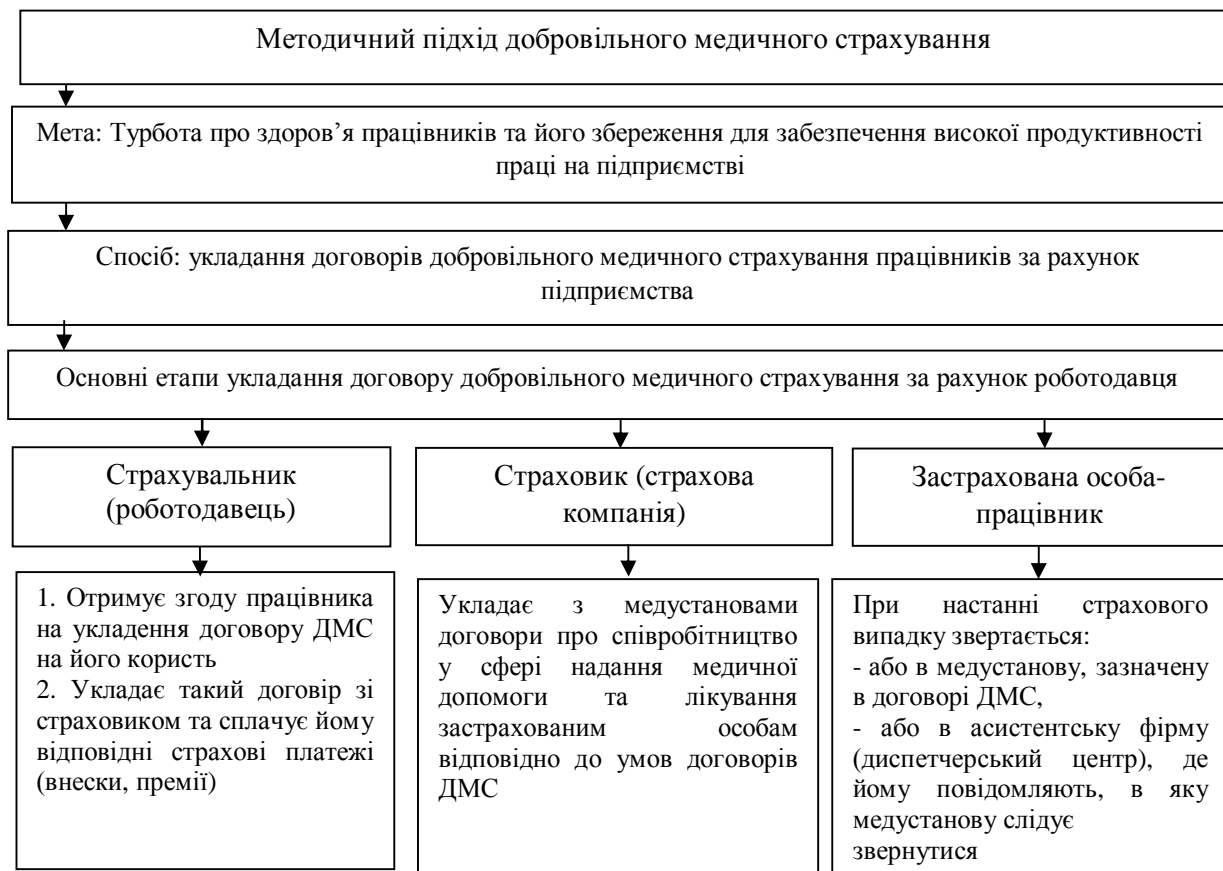 Методичний підхід добровільного медичного страхування
Мета: Турбота про здоров’я працівників та його збереження для забезпечення високої продуктивності
праці на підприємстві
Спосіб: укладання договорів добровільного медичного страхування працівників за рахунок
підприємства
Основні етапи укладання договору добровільного медичного страхування за рахунок роботодавця
Страхувальник
(роботодавець)
Страховик (страхова
компанія)
Застрахована особа-
працівник
1. Отримує згоду працівника
на укладення договору ДМС
на його користь
2. Укладає такий договір зі
страховиком та сплачує йому
відповідні страхові платежі
(внески, премії)
Укладає з медустановами
договори про співробітництво
у сфері надання медичної
допомоги та лікування
застрахованим особам
відповідно до умов договорів
ДМС
При настанні страхового
випадку звертається:
- або в медустанову, зазначену
в договорі ДМС,
- або в асистентську фірму
(диспетчерський центр), де
йому повідомляють, в яку
медустанову слідує
звернутися